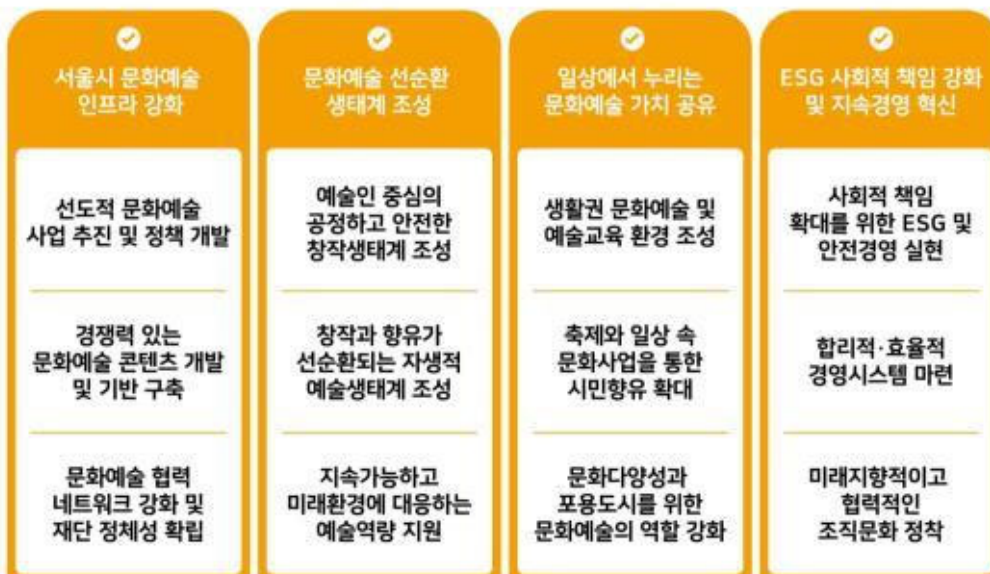 서울시 문화예술
인프라 강화
선도적 문화예술
사업 추진 및 정책 개발
경쟁력 있는
문화예술 콘텐츠 개발
및 기반 구축
문화예술 협력
네트워크 강화 및
재단 정체성 확립
문화예술 선순환
생태계 조성
예술인 중심의
공정하고 안전한
창작생태계 조성
창작과 향유가
선순환되는 자생적
예술생태계 조성
지속가능하고
미래환경에 대응하는
예술역량 지원
일상에서 누리는
문화예술 가치 공유
생활권 문화예술 및
예술교육 환경 조성
축제와 일상 속
문화사업을 통한
시민향유 확대
문화다양성과
포용도시를 위한
문화예술의 역할 강화
ESG 사회적 책임 강화
및 지속경영 혁신
사회적 책임
확대를 위한 ESG 및
안전경영 실현
합리적·효율적
경영시스템 마련
미래지향적이고
협력적인
조직문화 정착